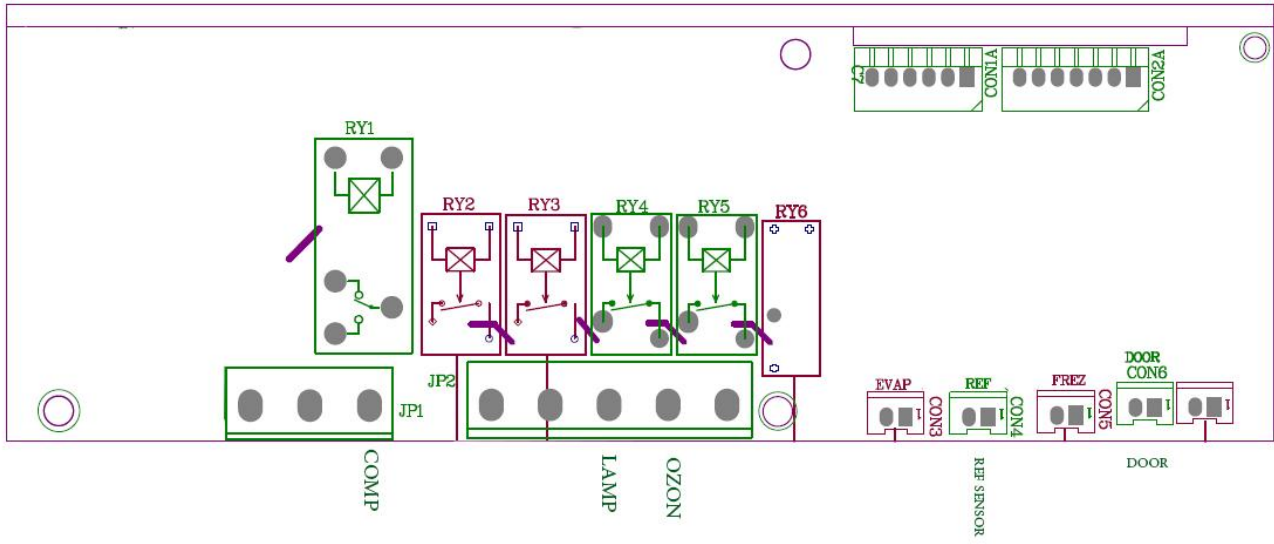 C7
CON1A
CON2A
RY1
RY2
RY3
RY4
RY5
RY6
JP2
JP1
EVAP
CON3
1
REF
CON4
1
FREZ
CON5
1
DOOR
CON6
1
1
COMP
LAMP
OZON
REF SENSOR
DOOR